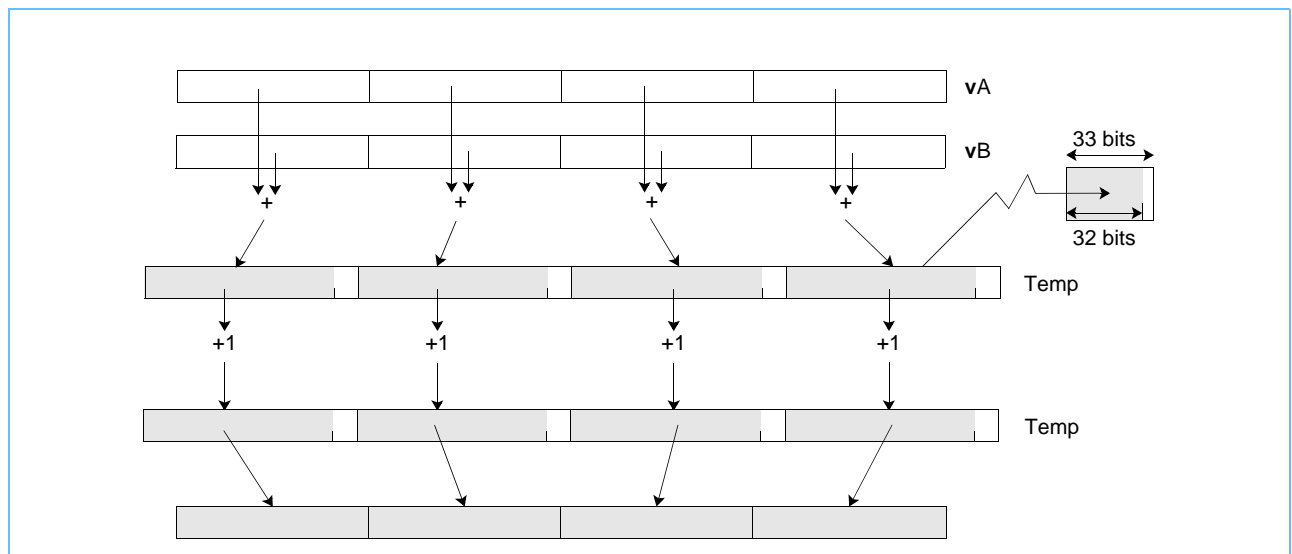 vA
vB
33 bits
+ + + +
32 bits
Temp
+1 +1 +1 +1
Temp